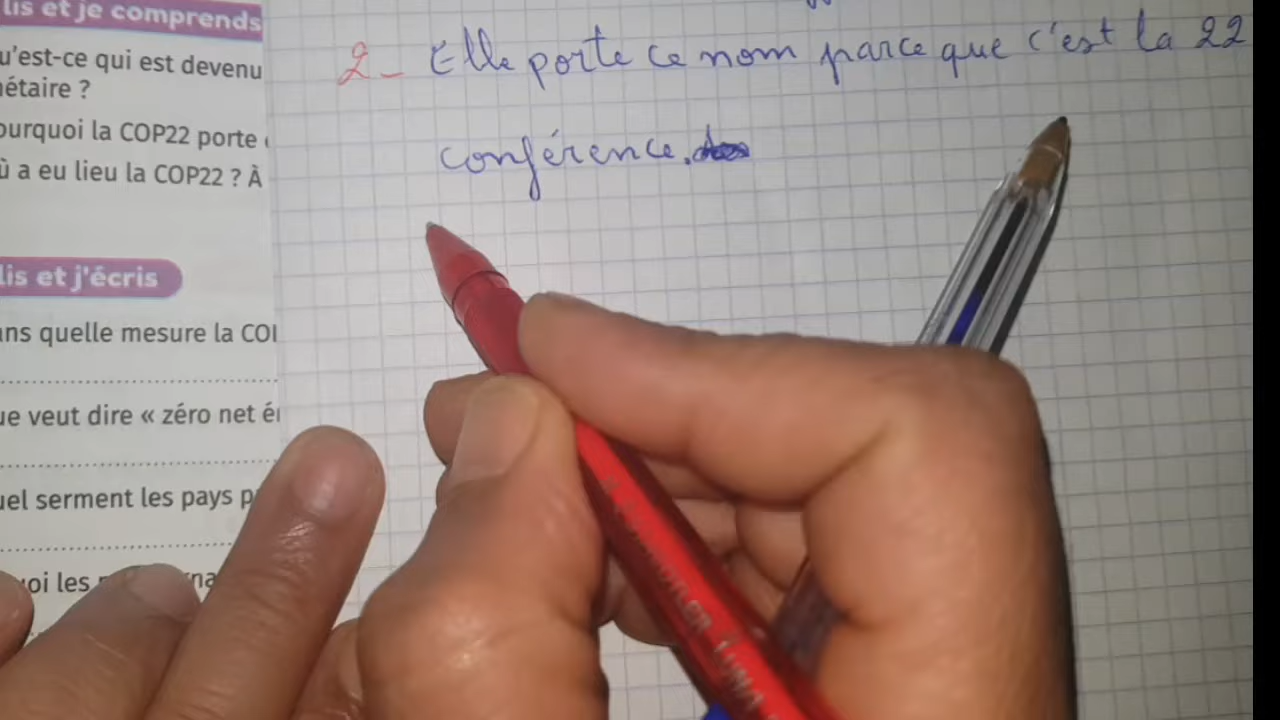 lis et je comprends
u'est-ce qui est devenu
étaire ?
ourquoi la COP22 porte
ù a eu lieu la COP22 ? À
lis et j'écris
ns quelle mesure la CO
ue veut dire « zéro net é
uel serment les pays p
oi les
2- Elle porte ce nom parce que c'est la 22
conférence.